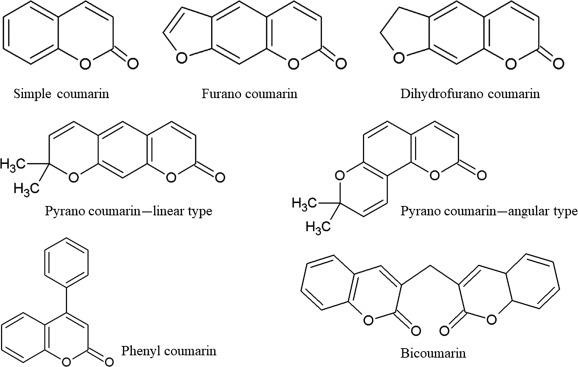 Simple coumarin
Furano coumarin
Dihydrofurano coumarin
H₃C
H₃C
O
O
O
Pyrano coumarin—linear type
O
O
O
H₃C
CH₃
Pyrano coumarin—angular type
O
O
Phenyl coumarin
O
O
O
O
Bicoumarin